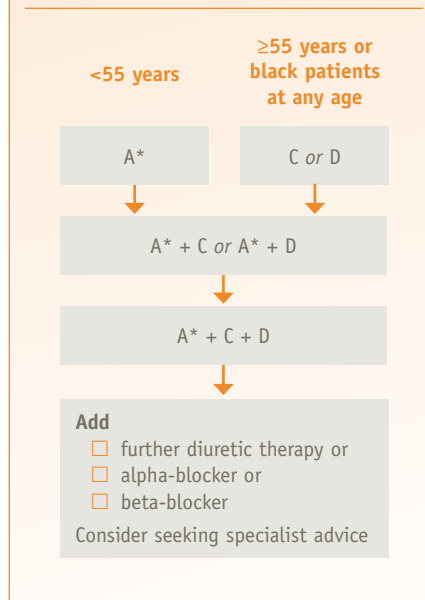 <55 years
≥55 years or
black patients
at any age
A*
C or D
A* + C or A* + D
A* + C + D
Add
☐ further diuretic therapy or
☐ alpha-blocker or
☐ beta-blocker
Consider seeking specialist advice